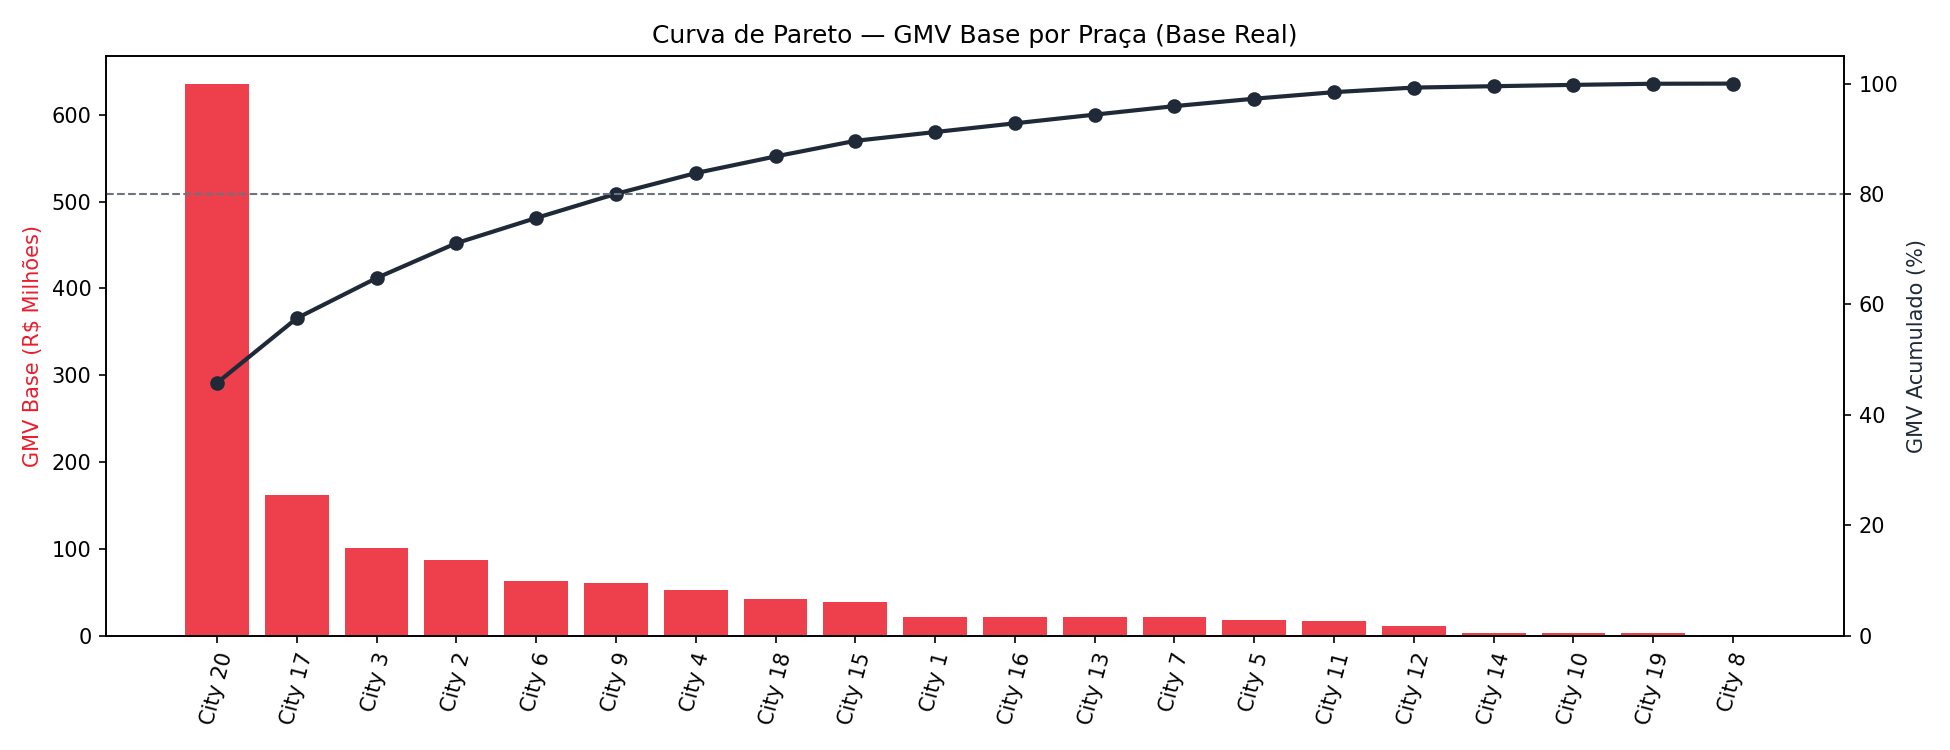 Curva de Pareto — GMV Base por Praça (Base Real)
GMV Base (R$ Milhões)
600
500
400
300
200
100
0
100
80
60
40
20
0
GMV Acumulado (%)
City 20
City 17
City 3
City 2
City 6
City 9
City 4
City 18
City 15
City 1
City 16
City 13
City 7
City 5
City 11
City 12
City 14
City 10
City 19
City 8